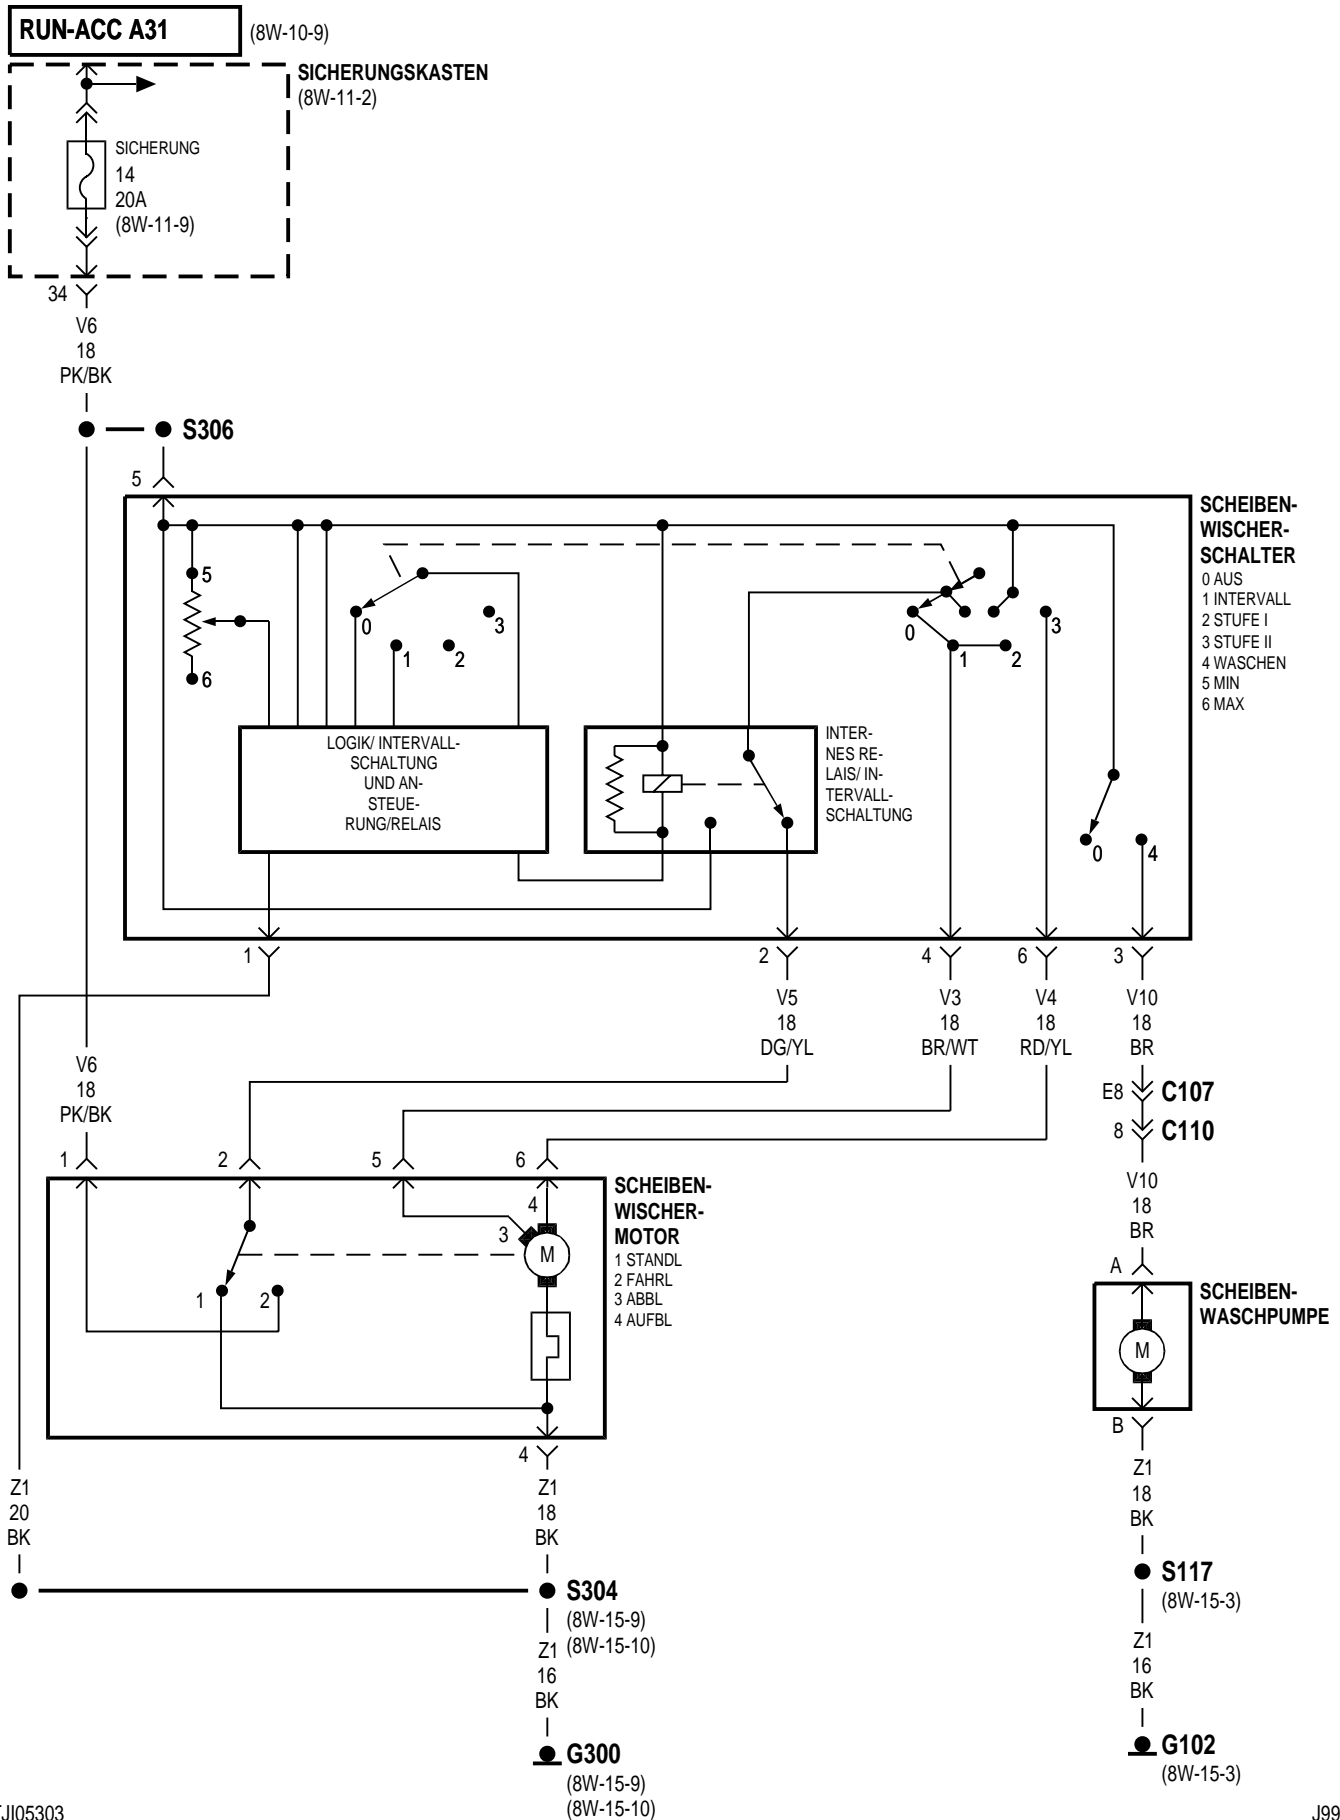 RUN-ACC A31
(8W-10-9)
SICHERUNGSKASTEN
(8W-11-2)
SICHERUNG
14
20A
(8W-11-9)
34
V6
18
PK/BK
S306
5
SCHEIBEN-
WISCHER-
SCHALTER
0 AUS
1 INTERVALL
2 STUFE I
3 STUFE II
4 WASCHEN
5 MIN
6 MAX
5
6
0
1
2
3
0
1
2
3
LOGIK/ INTERVALL-
SCHALTUNG
UND AN-
STEUE-
RUNG/RELAIS
INTER-
NES RE-
LAIS/ IN-
TERVALL-
SCHALTUNG
0
4
1
2
4
6
3
V5
18
DG/YL
V3
18
BR/WT
V4
18
RD/YL
V10
18
BR
V6
18
PK/BK
E8
C107
8
C110
V10
18
BR
1
2
5
6
SCHEIBEN-
WISCHER-
MOTOR
1 STANDL
2 FAHRL
3 ABBL
4 AUFBL
4
3
M
1
2
A
SCHEIBEN-
WASCHPUMPE
M
B
4
Z1
20
BK
Z1
18
BK
Z1
18
BK
S304
(8W-15-9)
(8W-15-10)
S117
(8W-15-3)
Z1
16
BK
Z1
16
BK
G300
(8W-15-9)
(8W-15-10)
G102
(8W-15-3)
JI05303
J99